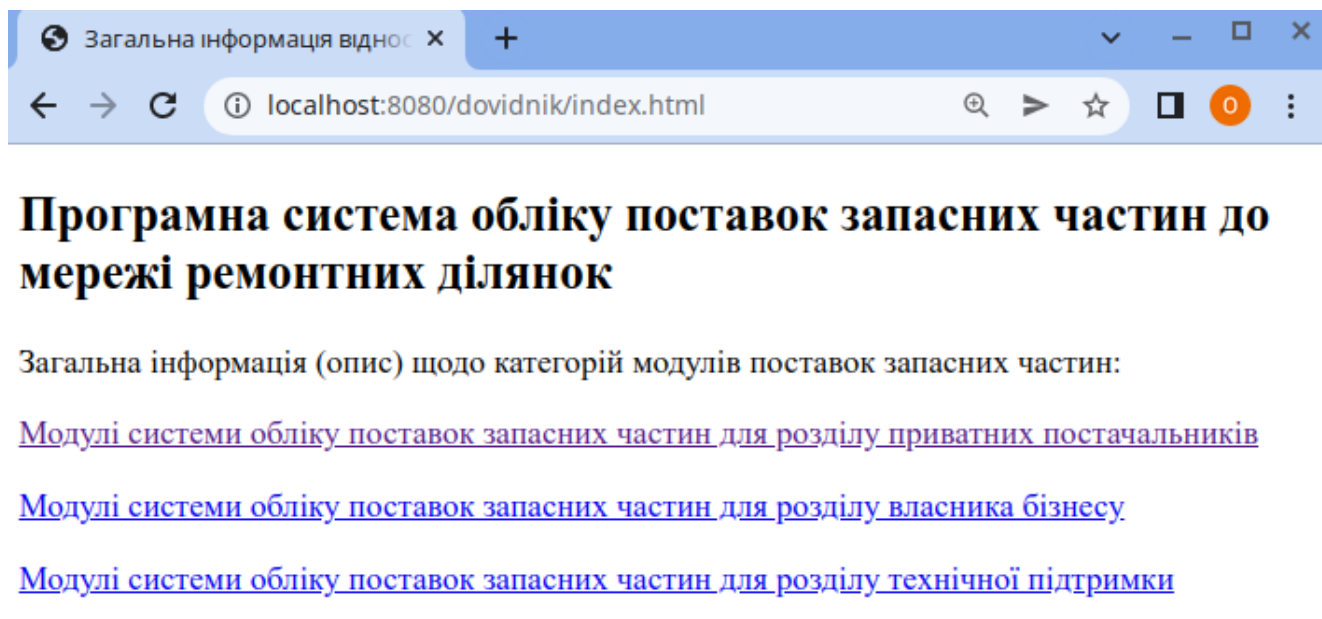 Загальна інформація віднос
localhost:8080/dovidnik/index.html
О
Програмна система обліку поставок запасних частин до
мережі ремонтних ділянок
Загальна інформація (опис) щодо категорій модулів поставок запасних частин:
Модулі системи обліку поставок запасних частин для розділу приватних постачальників
Модулі системи обліку поставок запасних частин для розділу власника бізнесу
Модулі системи обліку поставок запасних частин для розділу технічної підтримки